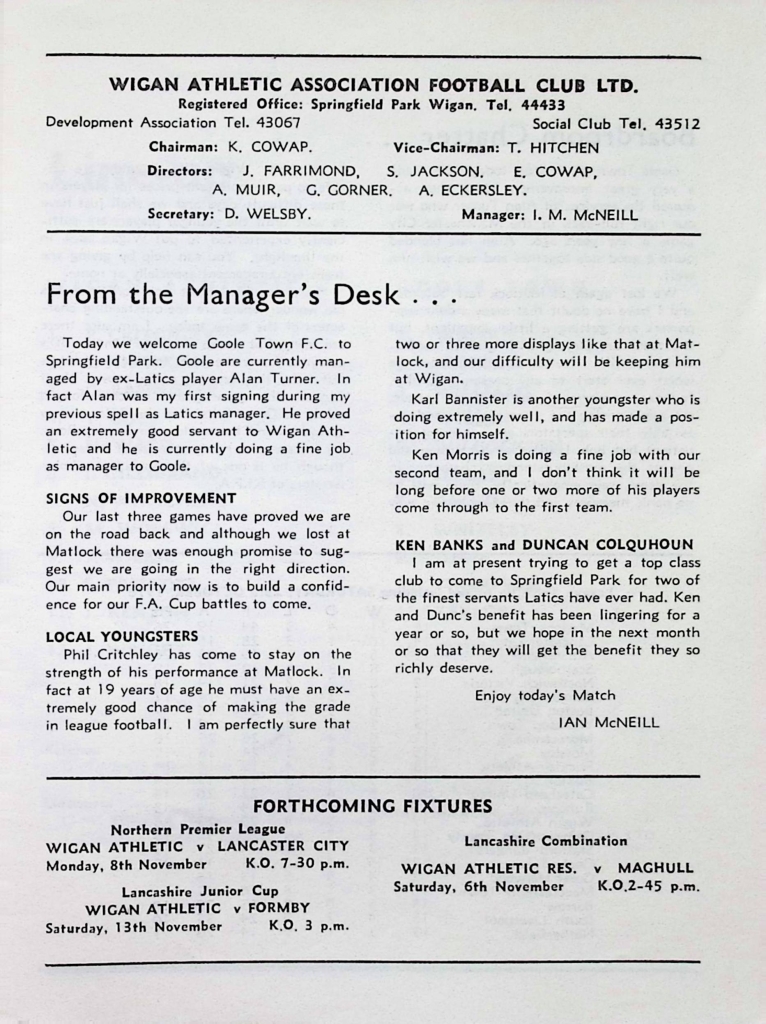 WIGAN ATHLETIC ASSOCIATION FOOTBALL CLUB LTD.
Registered Office: Springfield Park Wigan. Tel. 44433
Development Association Tel. 43067 Social Club Tel. 43512
Chairman: K. COWAP. Vice-Chairman: T. HITCHEN
Directors: J. FARRIMOND, S. JACKSON, E. COWAP,
A. MUIR, G. GORNER. A. ECKERSLEY.
Secretary: D. WELSBY. Manager: I. M. McNEILL
From the Manager's Desk . . .
Today we welcome Goole Town F.C. to
Springfield Park. Goole are currently man-
aged by ex-Latics player Alan Turner. In
fact Alan was my first signing during my
previous spell as Latics manager. He proved
an extremely good servant to Wigan Ath-
letic and he is currently doing a fine job
as manager to Goole.
SIGNS OF IMPROVEMENT
Our last three games have proved we are
on the road back and although we lost at
Matlock there was enough promise to sug-
gest we are going in the right direction.
Our main priority now is to build a confid-
ence for our F.A. Cup battles to come.
LOCAL YOUNGSTERS
Phil Critchley has come to stay on the
strength of his performance at Matlock. In
fact at 19 years of age he must have an ex-
tremely good chance of making the grade
in league football. I am perfectly sure that
two or three more displays like that at Mat-
lock, and our difficulty will be keeping him
at Wigan.
Karl Bannister is another youngster who is
doing extremely well, and has made a pos-
ition for himself.
Ken Morris is doing a fine job with our
second team, and I don't think it will be
long before one or two more of his players
come through to the first team.
KEN BANKS and DUNCAN COLQUHOUN
I am at present trying to get a top class
club to come to Springfield Park for two of
the finest servants Latics have ever had. Ken
and Dunc's benefit has been lingering for a
year or so, but we hope in the next month
or so that they will get the benefit they so
richly deserve.
Enjoy today's Match
IAN McNEILL
FORTHCOMING FIXTURES
Northern Premier League
WIGAN ATHLETIC v LANCASTER CITY
Monday, 8th November K.O. 7-30 p.m.
Lancashire Junior Cup
WIGAN ATHLETIC v FORMBY
Saturday, 13th November K.O. 3 p.m.
Lancashire Combination
WIGAN ATHLETIC RES. v MAGHULL
Saturday, 6th November K.O.2-45 p.m.